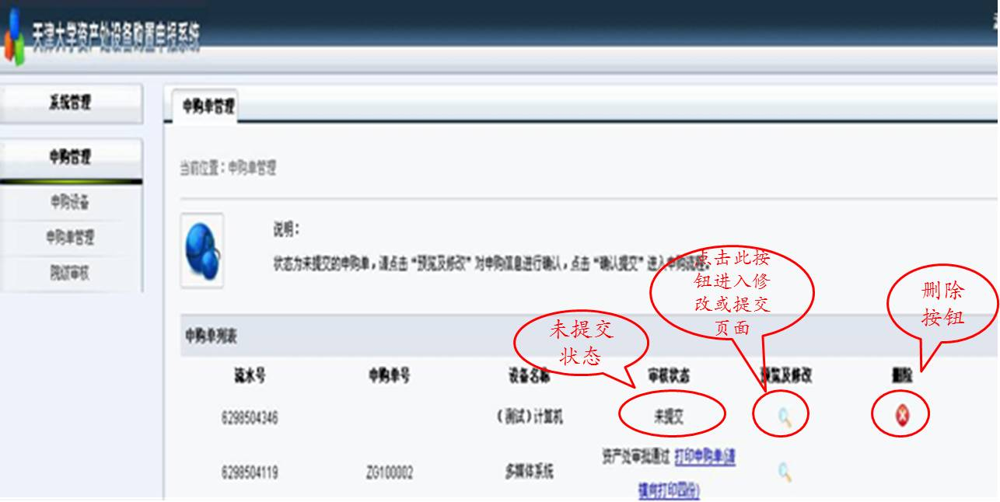 天津大学资产处设备购置申报系统
系统管理
申购管理
申购设备
申购单管理
院级审核
申购单管理
当前位置：申购单管理
说明：
状态为未提交的申购单，请点击“预览及修改”对申购信息进行确认，点击“确认提交”进入申购流程。
点击此按
钮进入修
改或提交
页面
删除
按钮
未提交
状态
申购单列表
流水号 申购单号 设备名称 审核状态 预览及修改 删除
6298504346 （测试）计算机 未提交
6298504119 ZG100002 多媒体系统 资产处审批通过 打印申购单(请
横向打印四份)